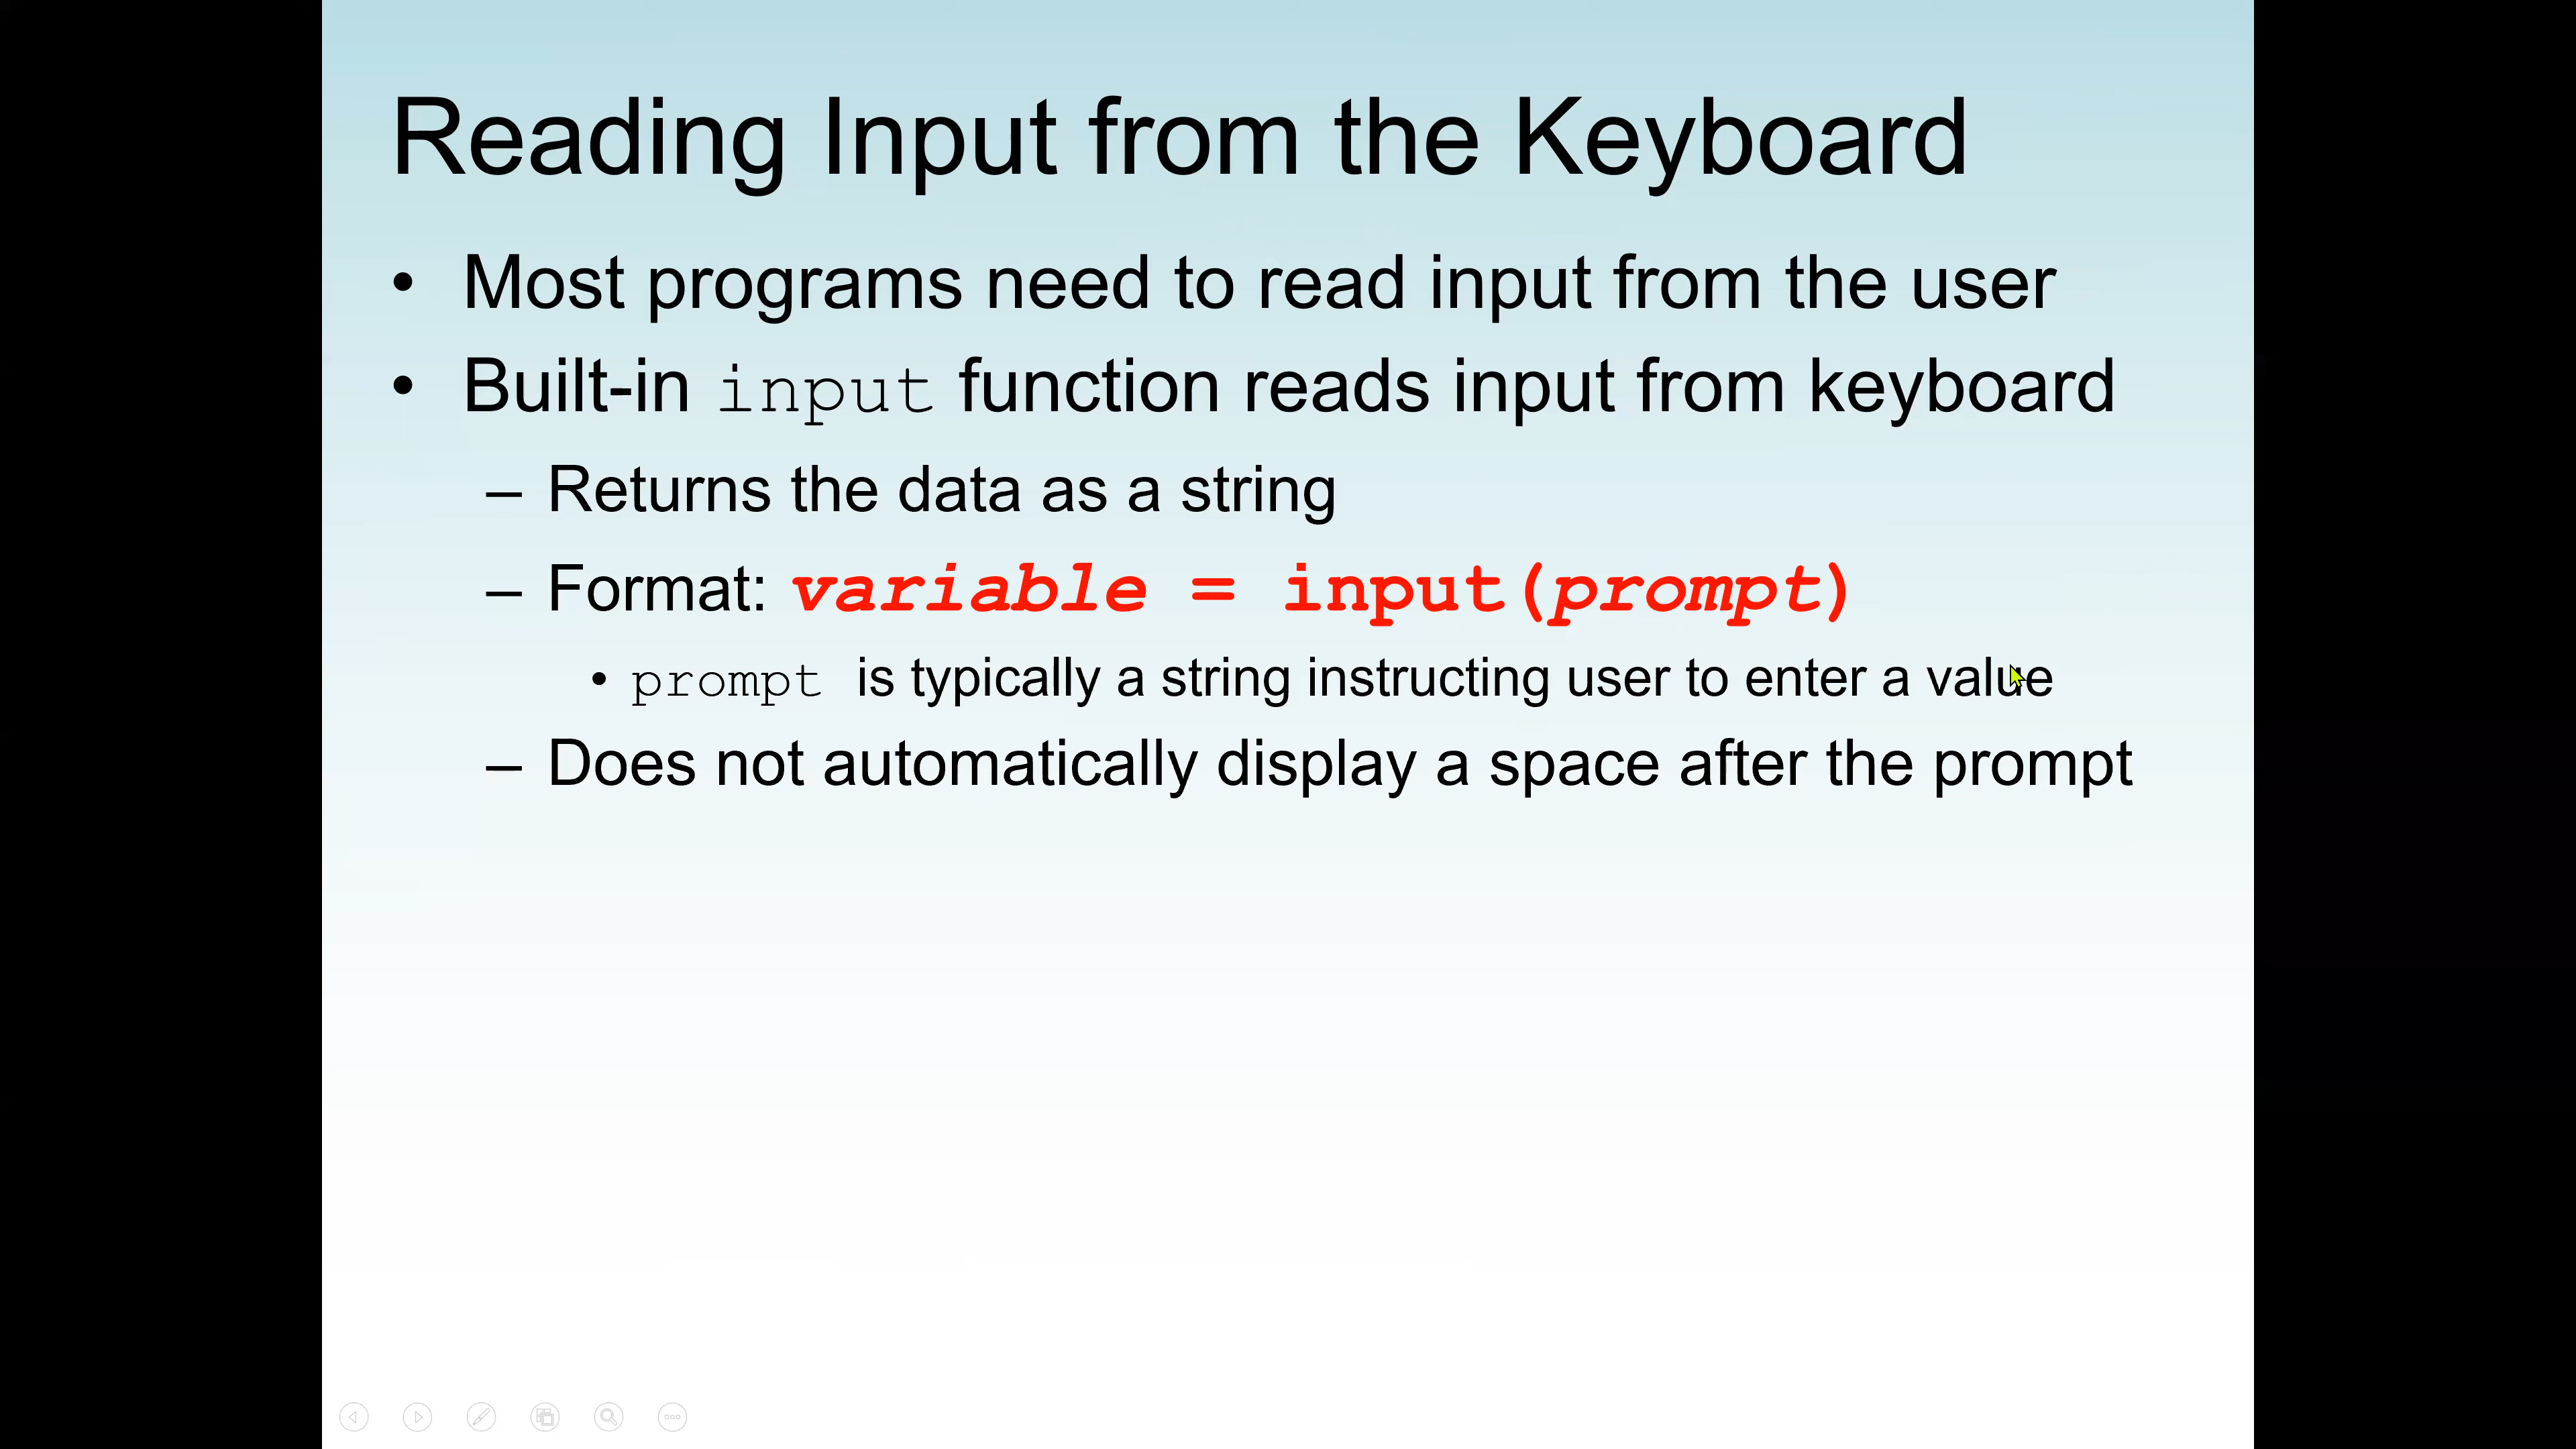 Reading Input from the Keyboard
• Most programs need to read input from the user
• Built-in input function reads input from keyboard
– Returns the data as a string
– Format: variable = input(prompt)
• prompt is typically a string instructing user to enter a value
– Does not automatically display a space after the prompt